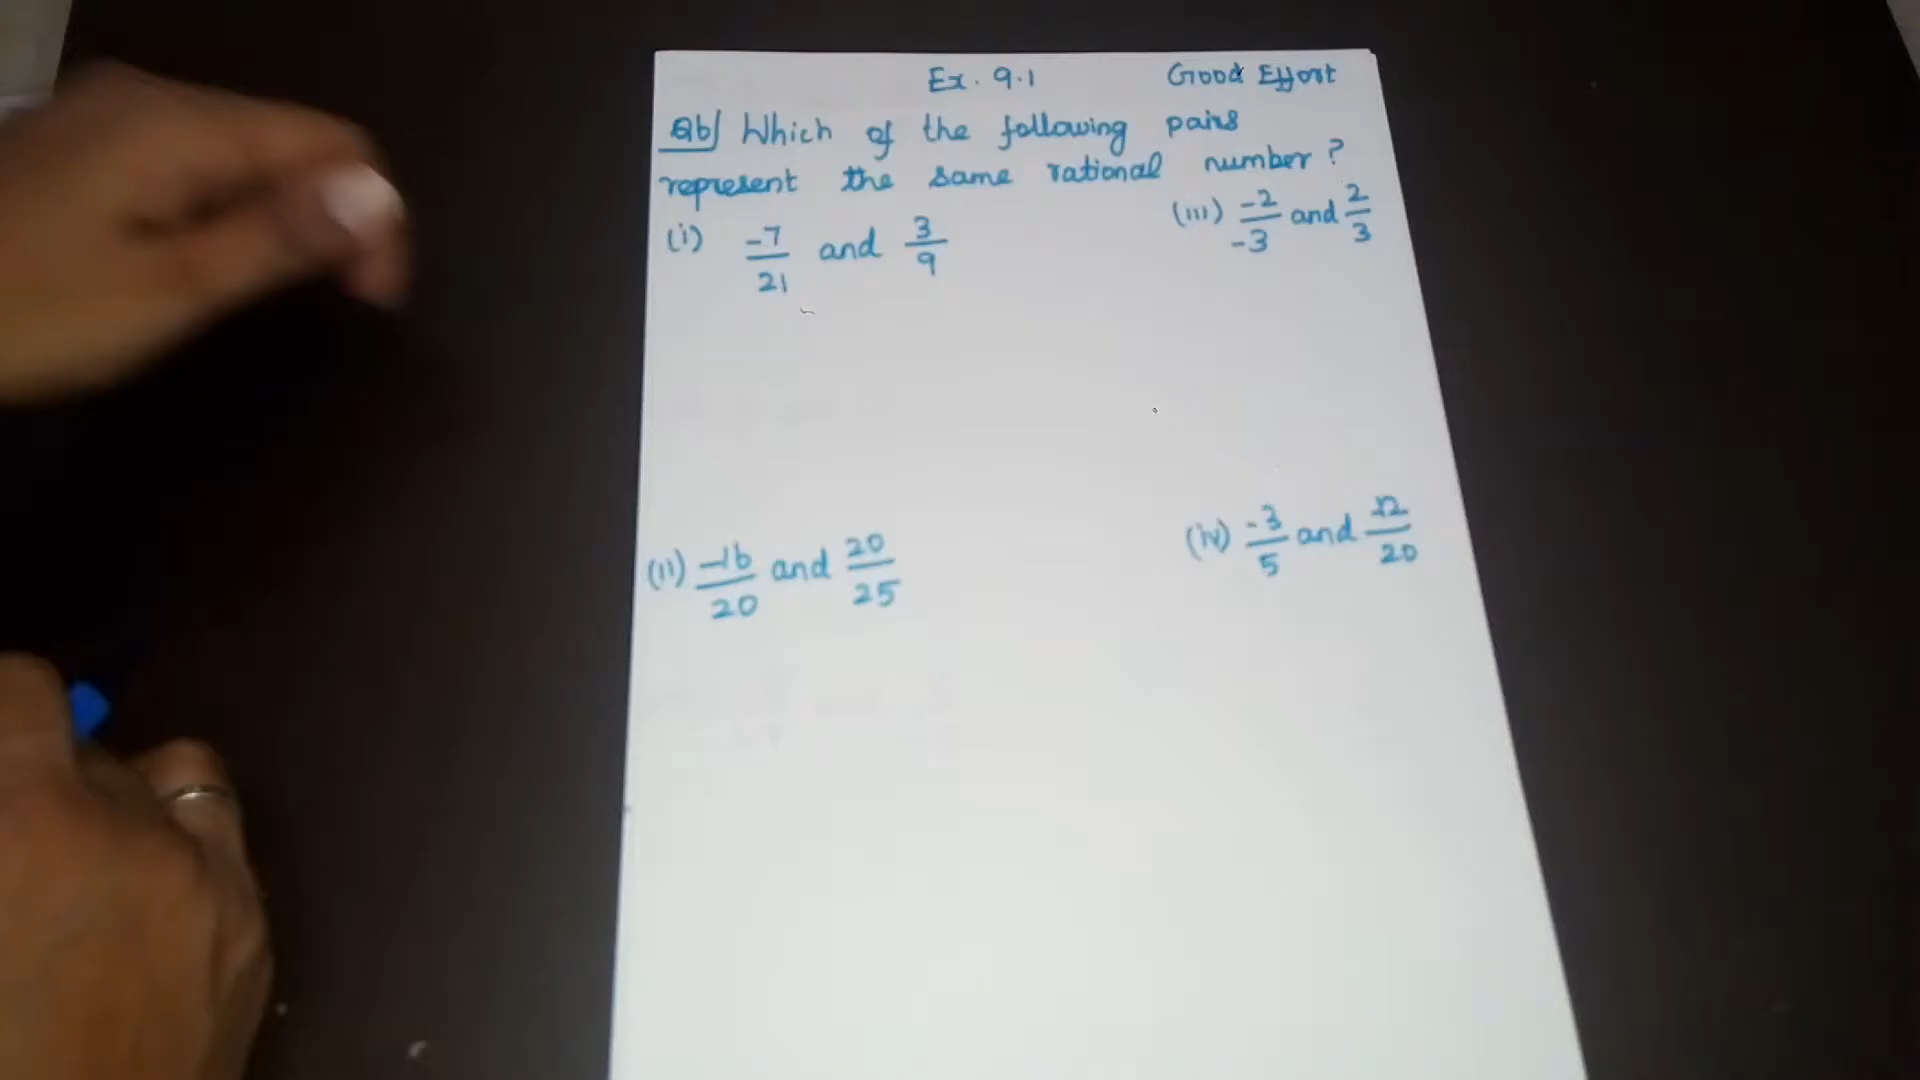 Ex. 9.1 Good Effort
Q6) Which of the following pairs
represent the same rational number?
(i) -7/21 and 3/9
(iii) -2/-3 and 2/3
(ii) -16/20 and 20/25
(iv) -3/5 and -12/20